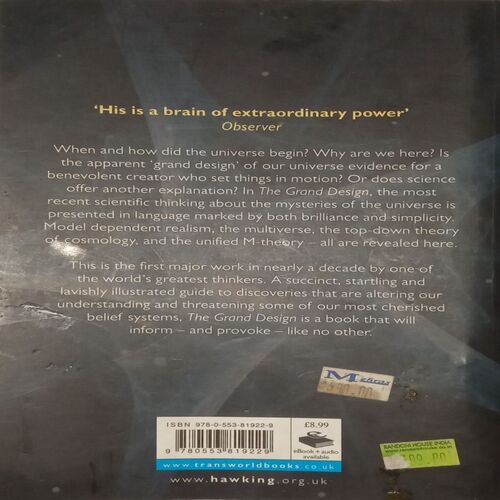 ‘His is a brain of extraordinary power’
Observer
When and how did the universe begin? Why are we here? Is
the apparent ‘grand design’ of our universe evidence for a
benevolent creator who set things in motion? Or does science
offer another explanation? In The Grand Design, the most
recent scientific thinking about the mysteries of the universe is
presented in language marked by both brilliance and simplicity.
Model dependent realism, the multiverse, the top-down theory
of cosmology, and the unified M-theory – all are revealed here.
This is the first major work in nearly a decade by one of
the world's greatest thinkers. A succinct, startling and
lavishly illustrated guide to discoveries that are altering our
understanding and threatening some of our most cherished
belief systems, The Grand Design is a book that will
inform – and provoke – like no other.
ISBN 978-0-553-81922-9
£8.99
9 780553 819229
eBook + audio
available
www.transworldbooks.co.uk
www.hawking.org.uk
RANDOM HOUSE INDIA